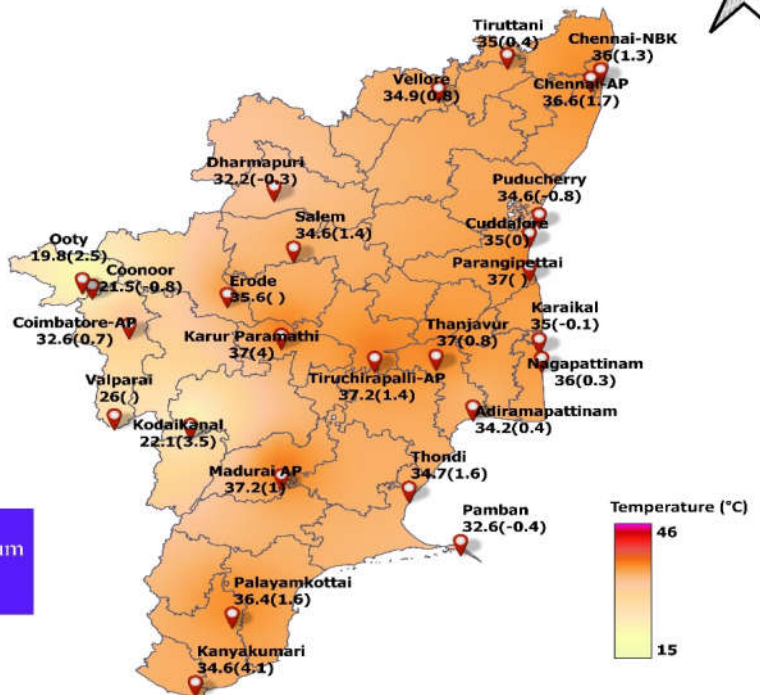 Tiruttani
35(0.4)
Chennai-NBK
36(1.3)
Vellore
34.9(0.8)
Chennai-AP
36.6(1.7)
Dharmapuri
32.2(-0.3)
Puducherry
34.6(-0.8)
Salem
34.6(1.4)
Cuddalore
35(0)
Ooty
19.8(2.5)
Parangipettai
37( )
Coonoor
21.5(-0.8)
Erode
35.6( )
Karaikal
35(-0.1)
Coimbatore-AP
32.6(0.7)
Karur Paramathi
37(4)
Thanjavur
37(0.8)
Nagapattinam
36(0.3)
Tiruchirapalli-AP
37.2(1.4)
Valparai
26( )
Adiramapattinam
34.2(0.4)
Kodaikanal
22.1(3.5)
Thondi
34.7(1.6)
Madurai-AP
37.2(1)
Pamban
32.6(-0.4)
Temperature (°C)
46
15
Palayamkottai
36.4(1.6)
Kanyakumari
34.6(4.1)